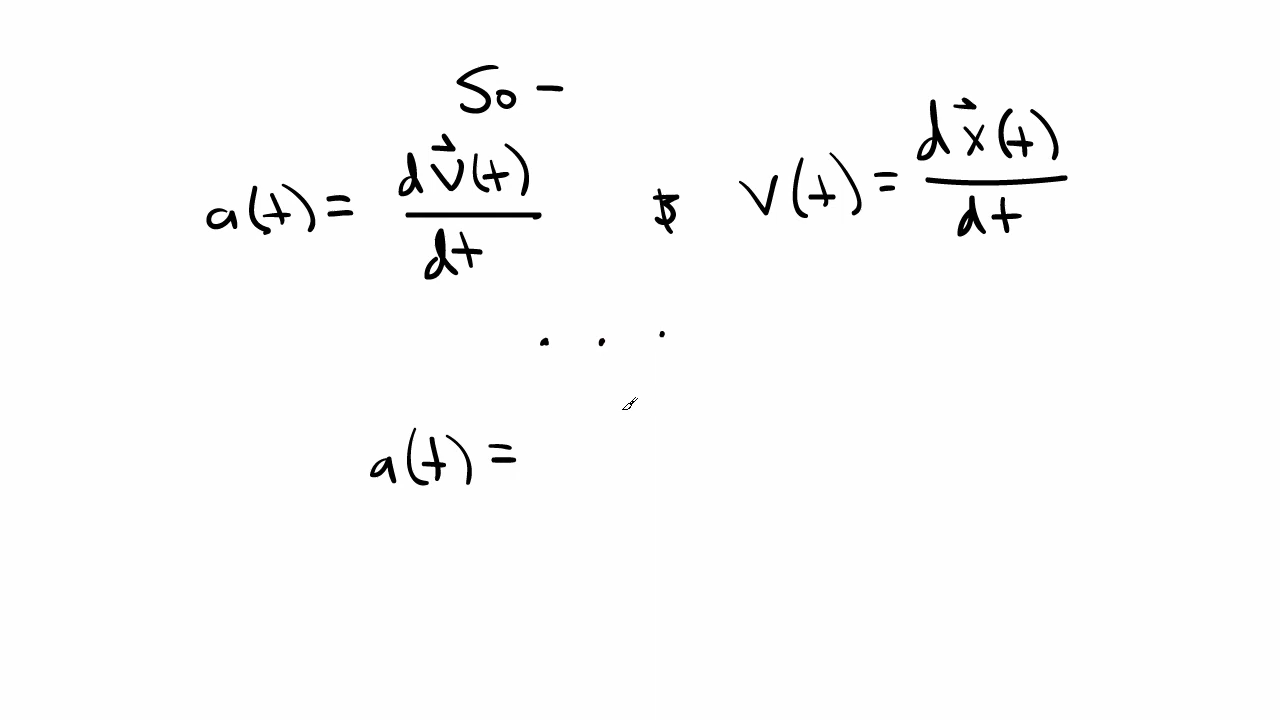 So -
a(t) = dv⃗(t)/dt & v(t) = dx⃗(t)/dt
. . .
a(t) =